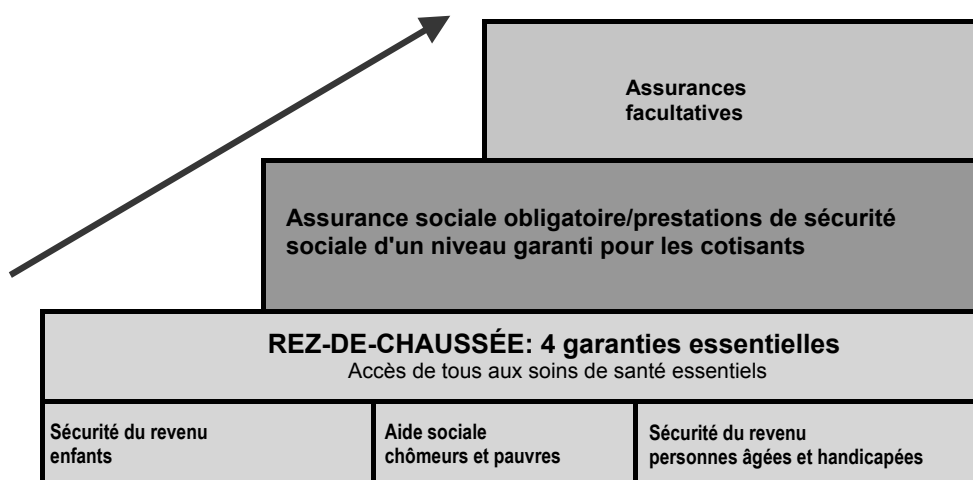 Assurances
facultatives
Assurance sociale obligatoire/prestations de sécurité
sociale d'un niveau garanti pour les cotisants
REZ-DE-CHAUSSÉE: 4 garanties essentielles
Accès de tous aux soins de santé essentiels
Sécurité du revenu
enfants
Aide sociale
chômeurs et pauvres
Sécurité du revenu
personnes âgées et handicapées